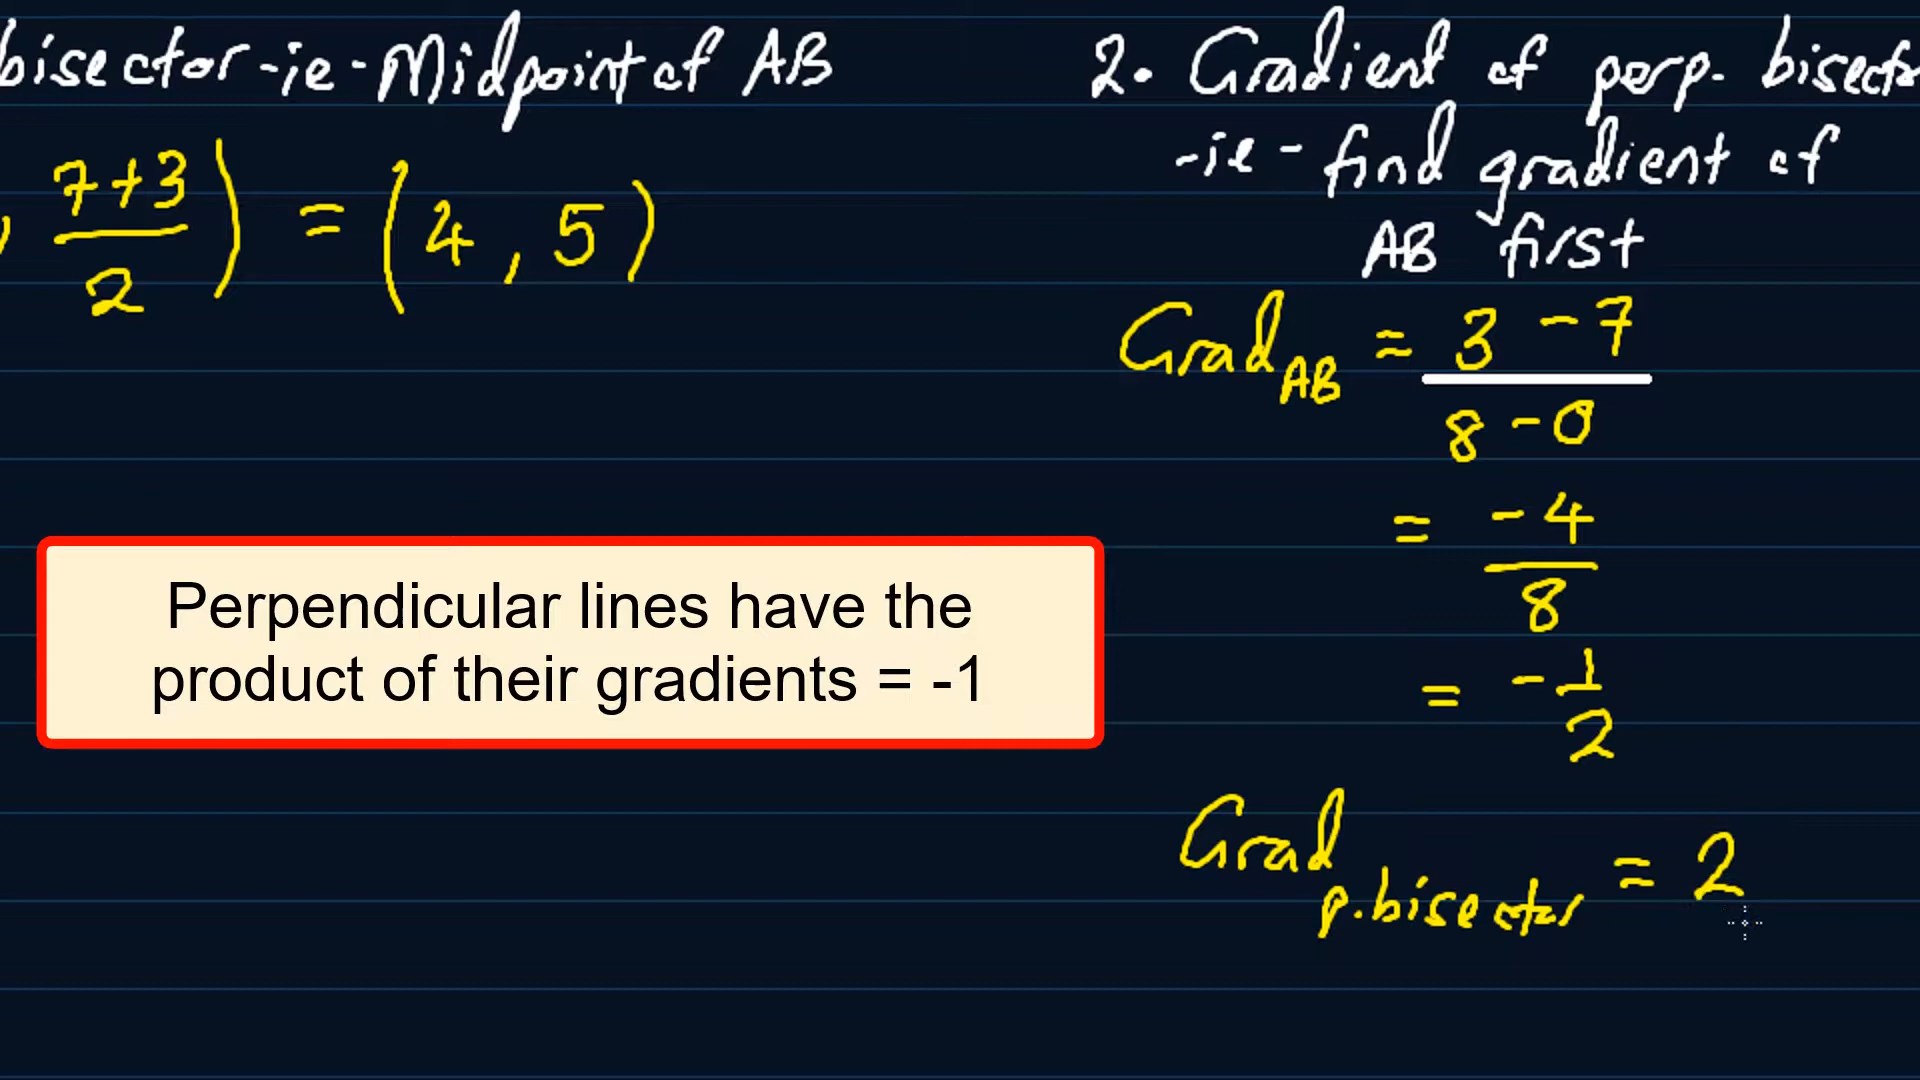 bisector-ie-Midpoint of AB
, 7+3
2 ) = (4, 5)
2. Gradient of perp. bisector
-ie- find gradient of
AB first
Grad AB = 3 - 7
8 - 0
= -4
8
= - 1
2
Perpendicular lines have the
product of their gradients = -1
Grad p.bisector = 2